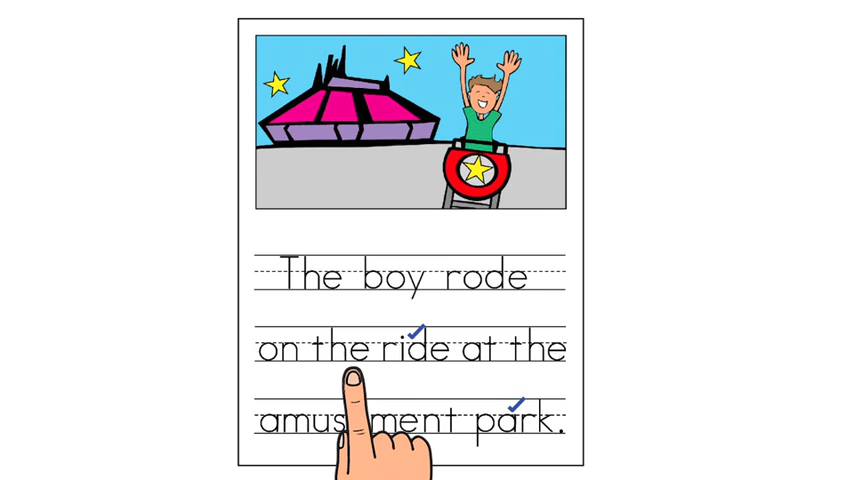 The boy rode
on the ride at the
amusement park.